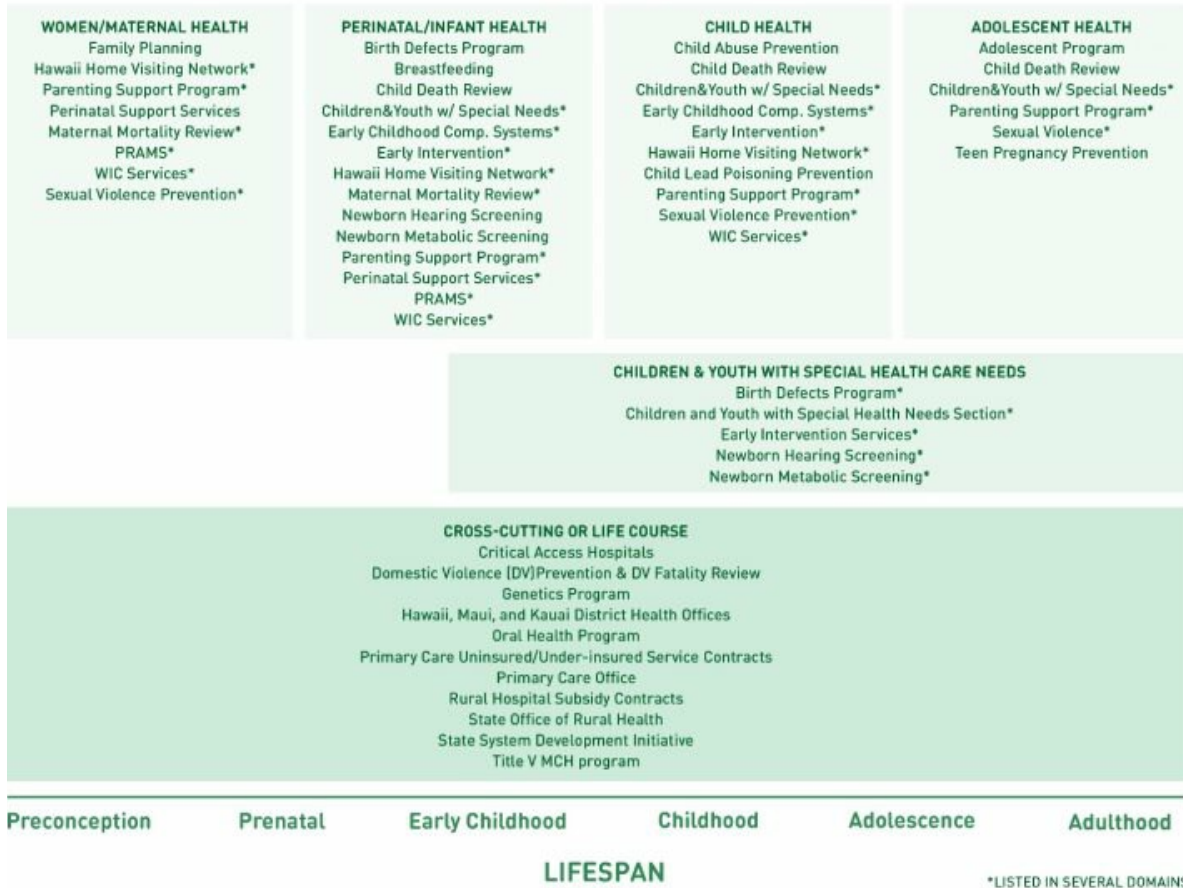 WOMEN/MATERNAL HEALTH
Family Planning
Hawaii Home Visiting Network*
Parenting Support Program*
Perinatal Support Services
Maternal Mortality Review*
PRAMS*
WIC Services*
Sexual Violence Prevention*
PERINATAL/INFANT HEALTH
Birth Defects Program
Breastfeeding
Child Death Review
Children&Youth w/ Special Needs*
Early Childhood Comp. Systems*
Early Intervention*
Hawaii Home Visiting Network*
Maternal Mortality Review*
Newborn Hearing Screening
Newborn Metabolic Screening
Parenting Support Program*
Perinatal Support Services*
PRAMS*
WIC Services*
CHILD HEALTH
Child Abuse Prevention
Child Death Review
Children&Youth w/ Special Needs*
Early Childhood Comp. Systems*
Early Intervention*
Hawaii Home Visiting Network*
Child Lead Poisoning Prevention
Parenting Support Program*
Sexual Violence Prevention*
WIC Services*
ADOLESCENT HEALTH
Adolescent Program
Child Death Review
Children&Youth w/ Special Needs*
Parenting Support Program*
Sexual Violence*
Teen Pregnancy Prevention
CHILDREN & YOUTH WITH SPECIAL HEALTH CARE NEEDS
Birth Defects Program*
Children and Youth with Special Health Needs Section*
Early Intervention Services*
Newborn Hearing Screening*
Newborn Metabolic Screening*
CROSS-CUTTING OR LIFE COURSE
Critical Access Hospitals
Domestic Violence (DV)Prevention & DV Fatality Review
Genetics Program
Hawaii, Maui, and Kauai District Health Offices
Oral Health Program
Primary Care Uninsured/Under-insured Service Contracts
Primary Care Office
Rural Hospital Subsidy Contracts
State Office of Rural Health
State System Development Initiative
Title V MCH program
Preconception Prenatal Early Childhood Childhood Adolescence Adulthood
LIFESPAN
*LISTED IN SEVERAL DOMAINS